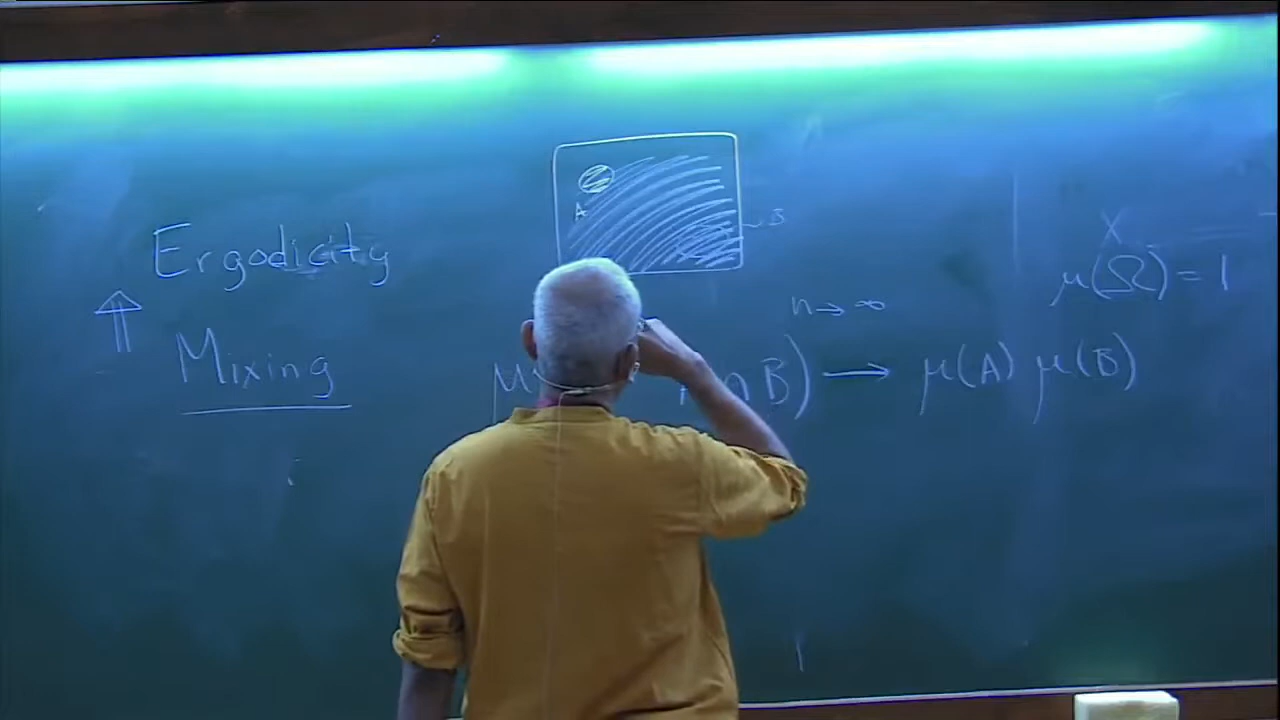 A
B
Ergodicity
⇑
Mixing
n → ∞
μ( ∩ B) → μ(A) μ(B)
X
μ(Ω) = 1